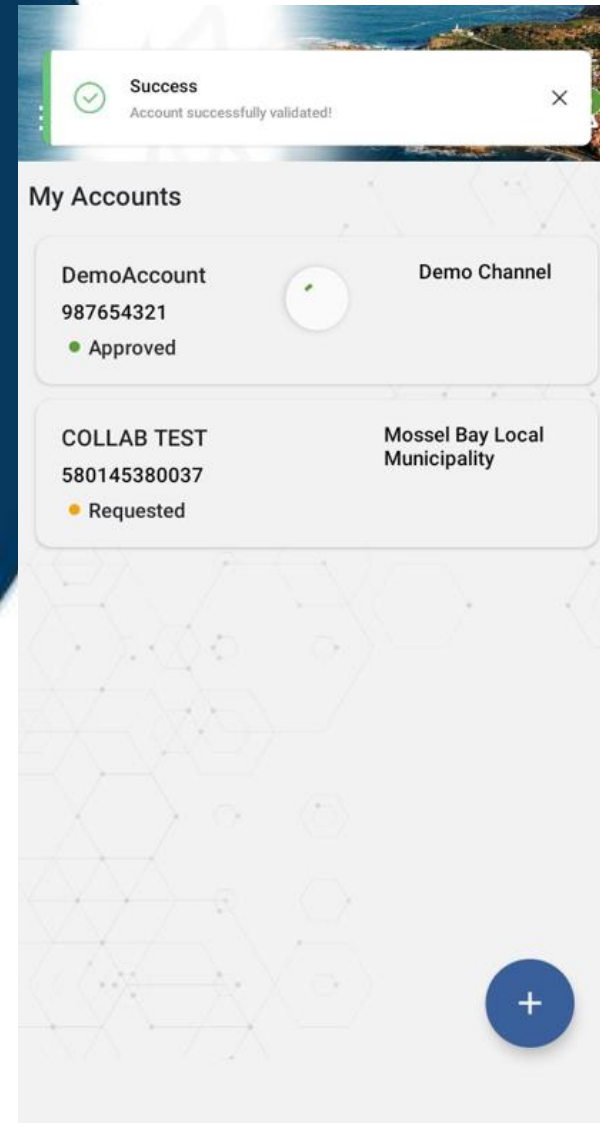 Success
Account successfully validated!
My Accounts
DemoAccount
Demo Channel
987654321
Approved
COLLAB TEST
Mossel Bay Local
Municipality
580145380037
Requested
+